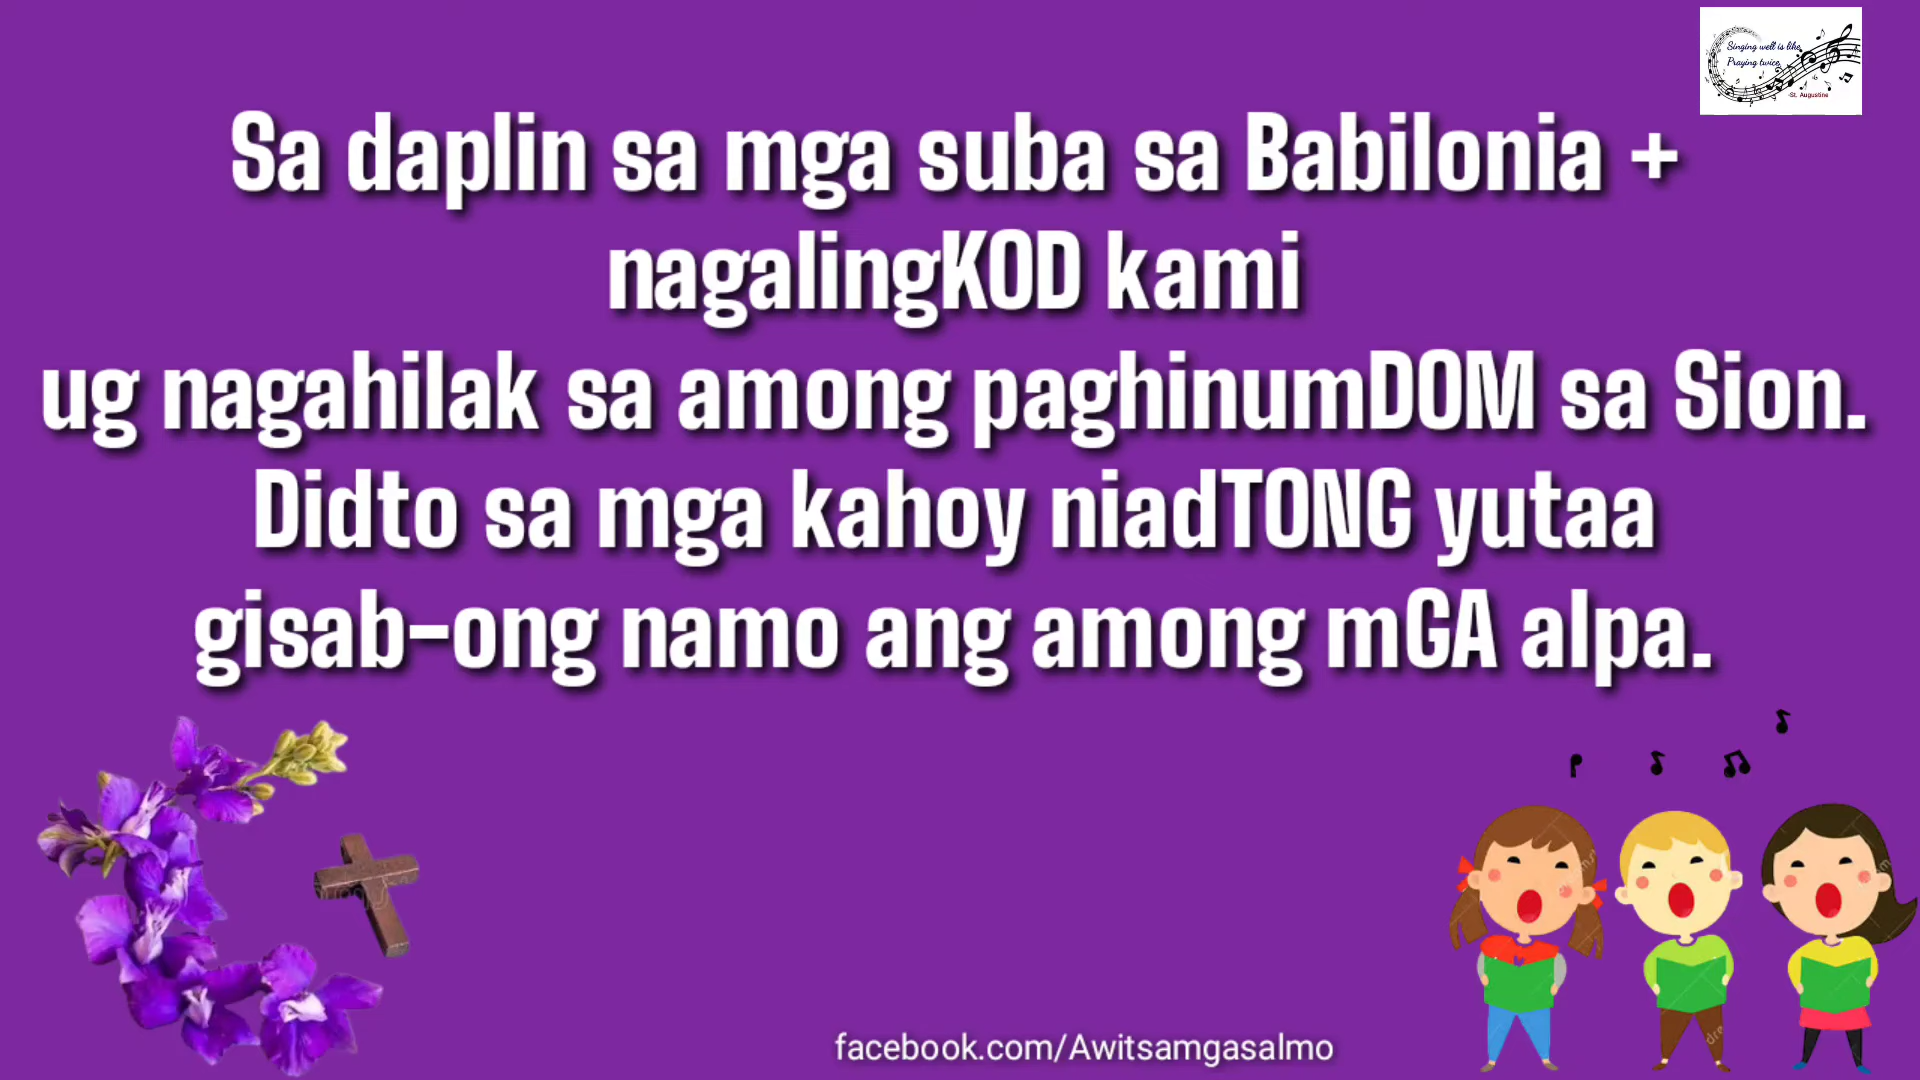 Singing well is like
Praying twice
-St. Augustine
Sa daplin sa mga suba sa Babilonia +
nagalingKOD kami
ug nagahilak sa among paghinumDOM sa Sion.
Didto sa mga kahoy niadTONG yutaa
gisab-ong namo ang among mGA alpa.
facebook.com/Awitsamgasalmo